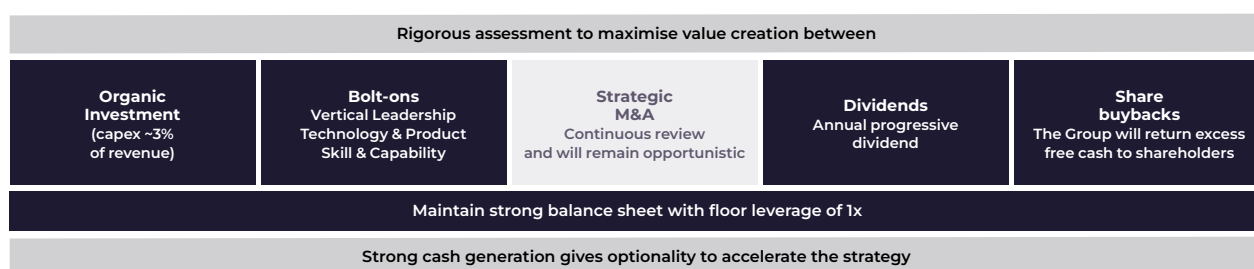 Rigorous assessment to maximise value creation between
Organic
Investment
(capex ~3%
of revenue)
Bolt-ons
Vertical Leadership
Technology & Product
Skill & Capability
Strategic
M&A
Continuous review
and will remain opportunistic
Dividends
Annual progressive
dividend
Share
buybacks
The Group will return excess
free cash to shareholders
Maintain strong balance sheet with floor leverage of 1x
Strong cash generation gives optionality to accelerate the strategy